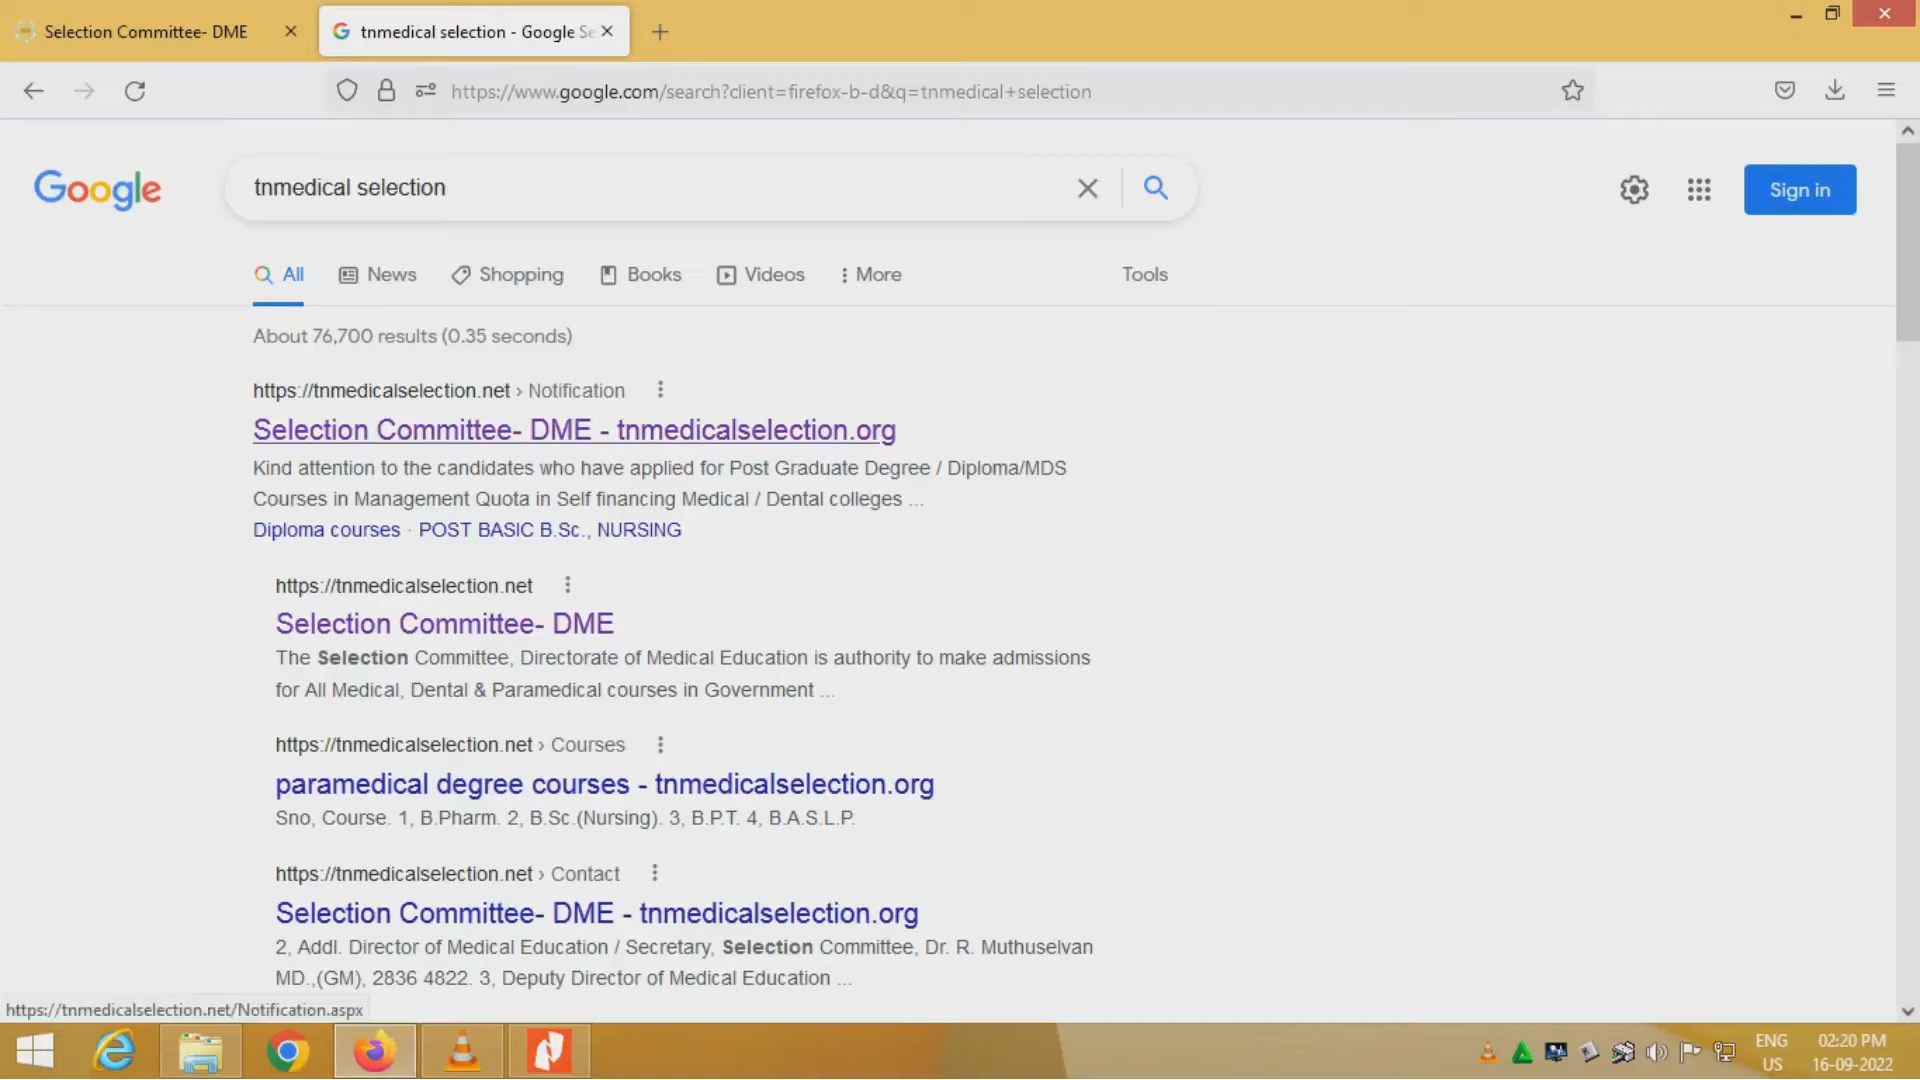 Selection Committee- DME
tnmedical selection - Google Se
https://www.google.com/search?client=firefox-b-d&q=tnmedical+selection
Google
tnmedical selection
Sign in
All
News
Shopping
Books
Videos
More
Tools
About 76,700 results (0.35 seconds)
https://tnmedicalselection.net › Notification
Selection Committee- DME - tnmedicalselection.org
Kind attention to the candidates who have applied for Post Graduate Degree / Diploma/MDS
Courses in Management Quota in Self financing Medical / Dental colleges ...
Diploma courses · POST BASIC B.Sc., NURSING
https://tnmedicalselection.net
Selection Committee- DME
The Selection Committee, Directorate of Medical Education is authority to make admissions
for All Medical, Dental & Paramedical courses in Government ...
https://tnmedicalselection.net › Courses
paramedical degree courses - tnmedicalselection.org
Sno, Course. 1, B.Pharm. 2, B.Sc.(Nursing). 3, B.P.T. 4, B.A.S.L.P.
https://tnmedicalselection.net › Contact
Selection Committee- DME - tnmedicalselection.org
2, Addl. Director of Medical Education / Secretary, Selection Committee, Dr. R. Muthuselvan
MD.,(GM), 2836 4822. 3, Deputy Director of Medical Education ...
https://tnmedicalselection.net/Notification.aspx
ENG
US
02:20 PM
16-09-2022